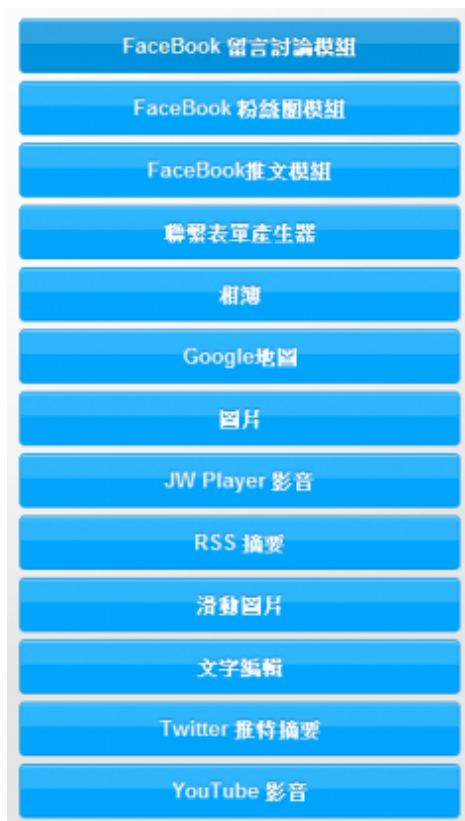 FaceBook 留言討論模組
FaceBook 粉絲團模組
FaceBook推文模組
聯繫表單產生器
相簿
Google地圖
圖片
JW Player 影音
RSS 摘要
滑動圖片
文字編輯
Twitter 推特摘要
YouTube 影音